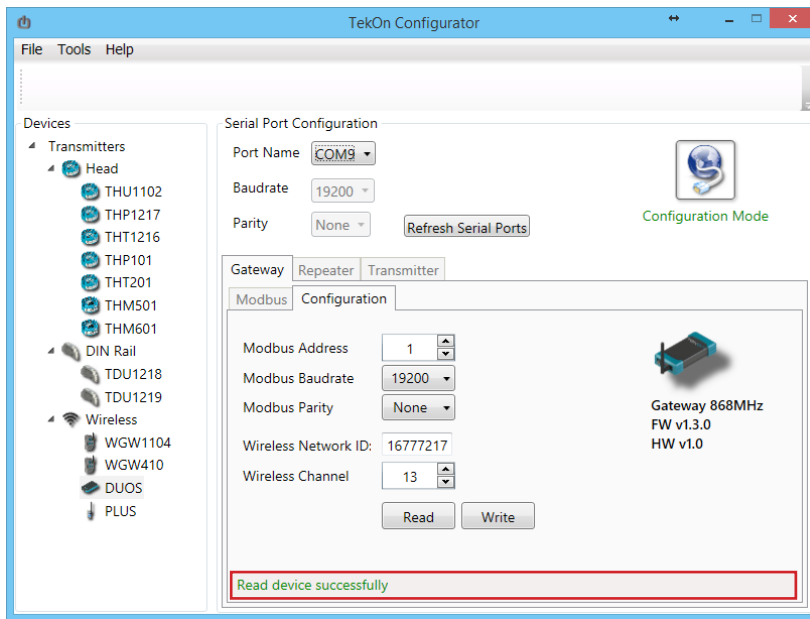 TekOn Configurator
File Tools Help
Devices
Transmitters
Head
THU1102
THP1217
THT1216
THP101
THT201
THM501
THM601
DIN Rail
TDU1218
TDU1219
Wireless
WGW1104
WGW410
DUOS
PLUS
Serial Port Configuration
Port Name COM9
Baudrate 19200
Parity None Refresh Serial Ports
Configuration Mode
Gateway Repeater Transmitter
Modbus Configuration
Modbus Address 1
Modbus Baudrate 19200
Modbus Parity None
Wireless Network ID: 16777217
Wireless Channel 13
Read Write
Gateway 868MHz
FW v1.3.0
HW v1.0
Read device successfully